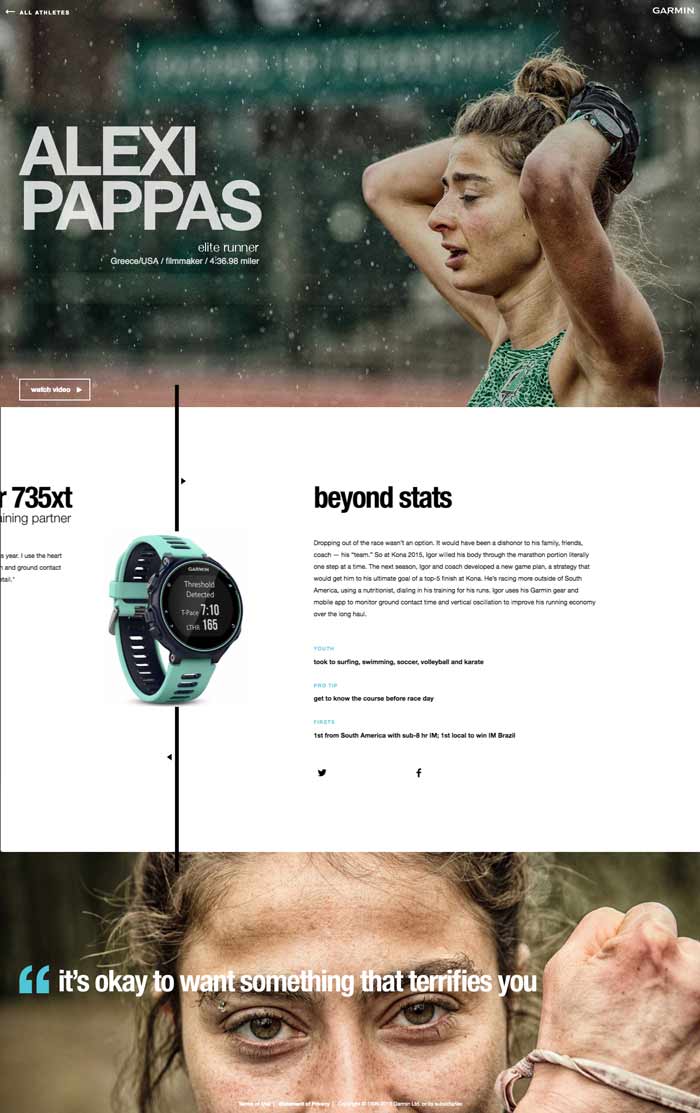 ALL ATHLETES
GARMIN
ALEXI
PAPPAS
elite runner
Greece/USA / filmmaker / 4:36.98 miler
watch video
r 735xt
aining partner
s year. I use the heart
n and ground contact
etail."
GARMIN
Threshold
Detected
T-Pace 7:10
LTHR 165
beyond stats
Dropping out of the race wasn't an option. It would have been a dishonor to his family, friends,
coach — his "team." So at Kona 2015, Igor willed his body through the marathon portion literally
one step at a time. The next season, Igor and coach developed a new game plan, a strategy that
would get him to his ultimate goal of a top-5 finish at Kona. He's racing more outside of South
America, using a nutritionist, dialing in his training for his runs. Igor uses his Garmin gear and
mobile app to monitor ground contact time and vertical oscillation to improve his running economy
over the long haul.
YOUTH
took to surfing, swimming, soccer, volleyball and karate
PRO TIP
get to know the course before race day
FIRSTS
1st from South America with sub-8 hr IM; 1st local to win IM Brazil
“ it's okay to want something that terrifies you
Terms of Use | Statement of Privacy | Copyright © Garmin Ltd. or its subsidiaries